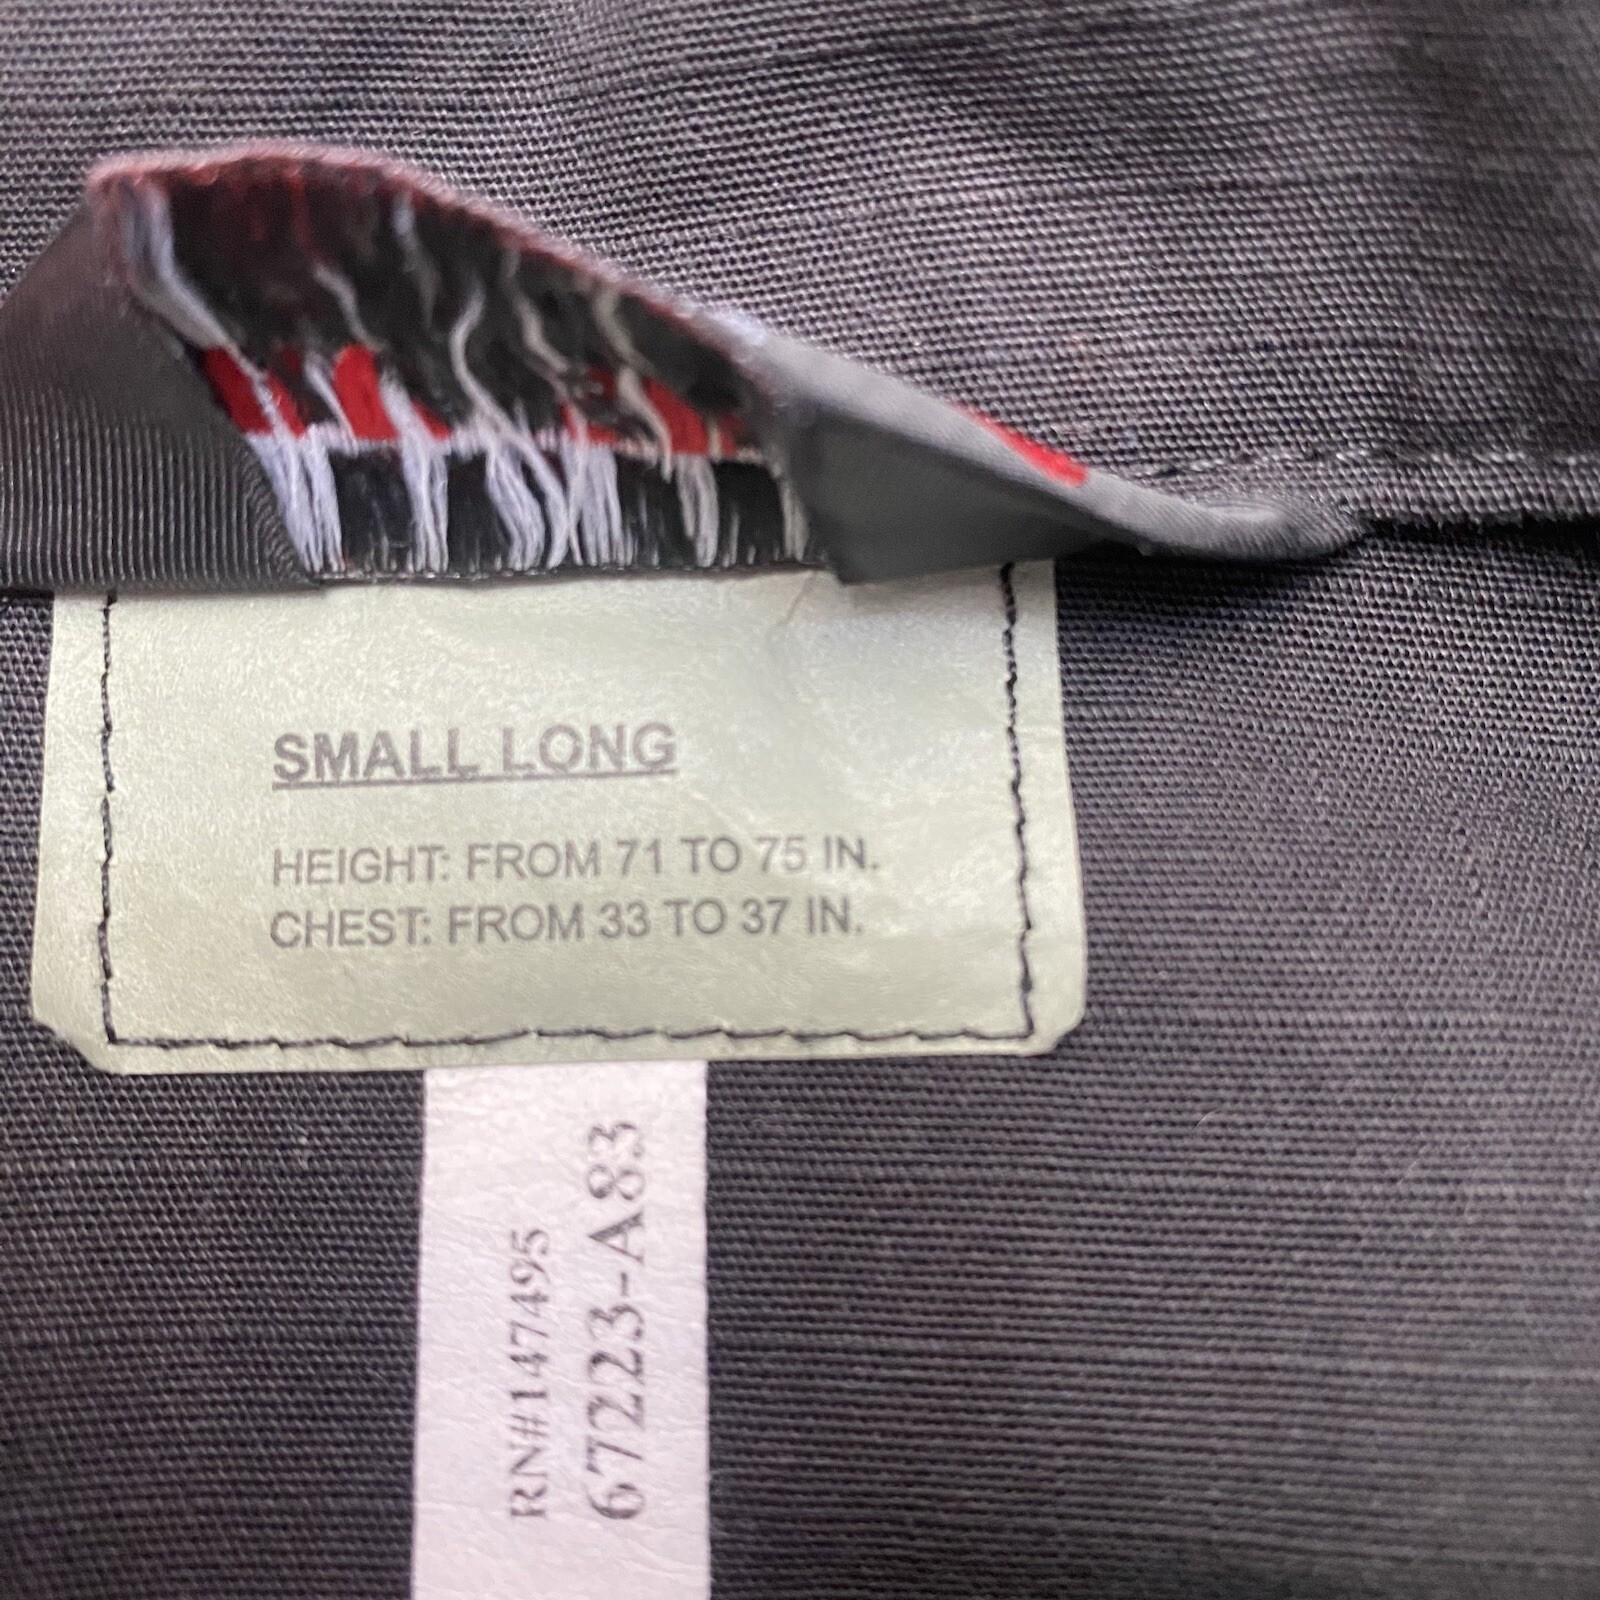 SMALL LONG
HEIGHT: FROM 71 TO 75 IN.
CHEST: FROM 33 TO 37 IN.
RN#147495
67223-A83